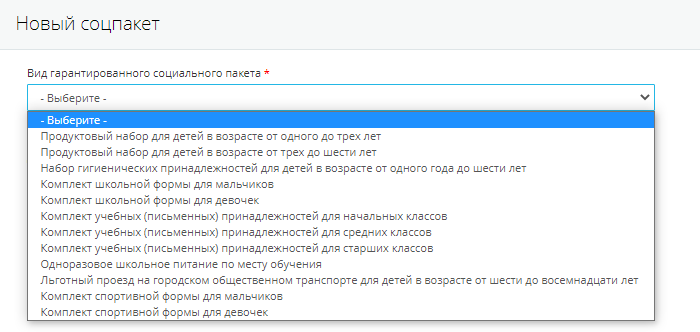 Новый соцпакет
Вид гарантированного социального пакета *
- Выберите -
- Выберите -
Продуктовый набор для детей в возрасте от одного до трех лет
Продуктовый набор для детей в возрасте от трех до шести лет
Набор гигиенических принадлежностей для детей в возрасте от одного года до шести лет
Комплект школьной формы для мальчиков
Комплект школьной формы для девочек
Комплект учебных (письменных) принадлежностей для начальных классов
Комплект учебных (письменных) принадлежностей для средних классов
Комплект учебных (письменных) принадлежностей для старших классов
Одноразовое школьное питание по месту обучения
Льготный проезд на городском общественном транспорте для детей в возрасте от шести до восемнадцати лет
Комплект спортивной формы для мальчиков
Комплект спортивной формы для девочек